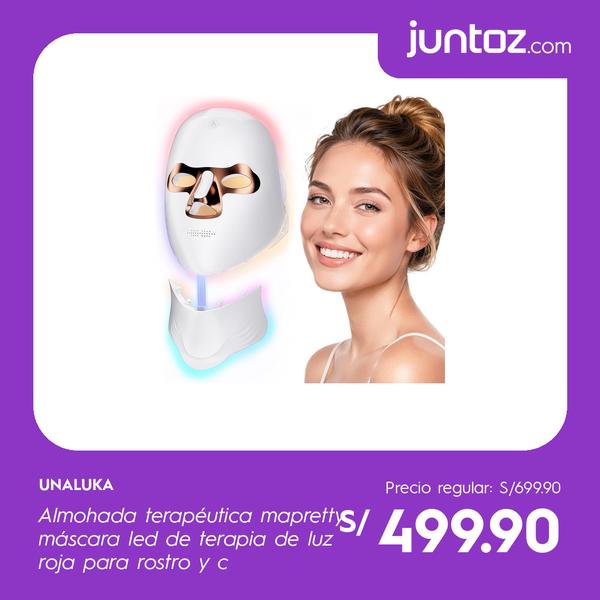 juntoz.com
UNALUKA
Almohada terapéutica mapretty
máscara led de terapia de luz
roja para rostro y c
Precio regular: S/699.90
S/ 499.90